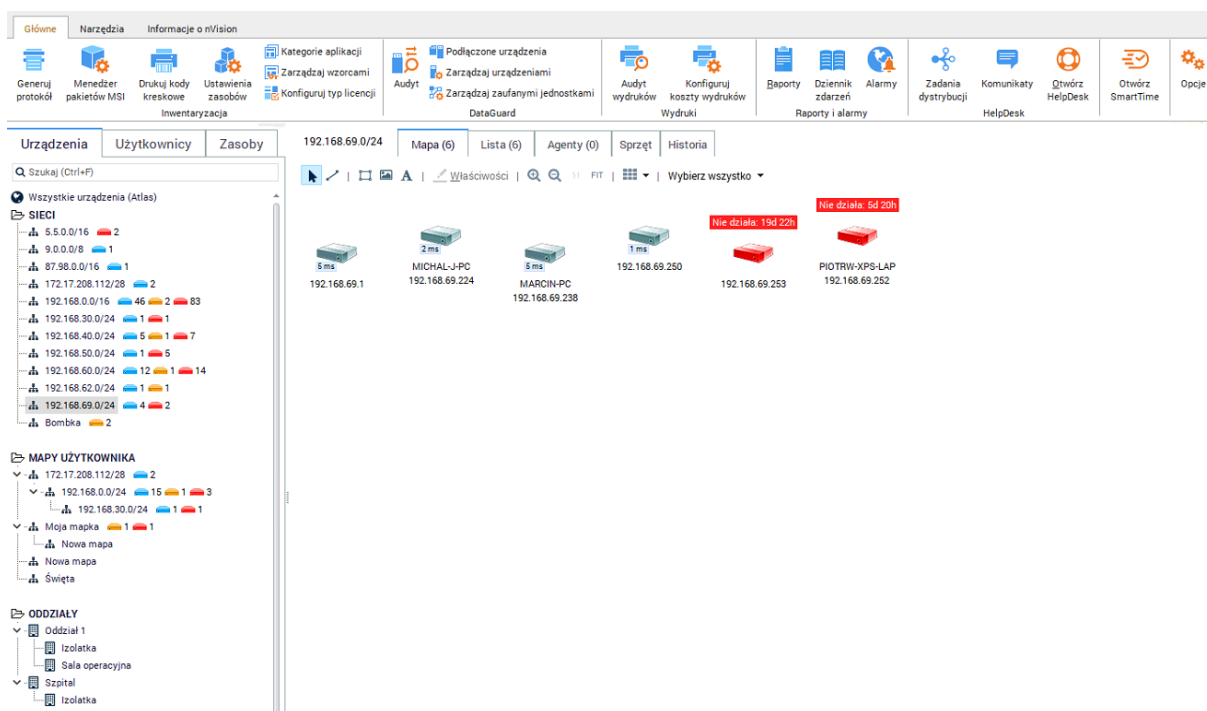 Główne Narzędzia Informacje o nVision
Generuj protokół
Menedżer pakietów MSI
Drukuj kody kreskowe
Ustawienia zasobów
Kategorie aplikacji
Zarządzaj wzorcami
Konfiguruj typ licencji
Inwentaryzacja
Audyt
Podłączone urządzenia
Zarządzaj urządzeniami
Zarządzaj zaufanymi jednostkami
DataGuard
Audyt wydruków
Konfiguruj koszty wydruków
Wydruki
Raporty
Dziennik zdarzeń
Alarmy
Raporty i alarmy
Zadania dystrybucji
Komunikaty
Otwórz HelpDesk
HelpDesk
Otwórz SmartTime
Opcje
Urządzenia Użytkownicy Zasoby
Szukaj (Ctrl+F)
Wszystkie urządzenia (Atlas)
SIECI
5.5.0.0/16 2
9.0.0.0/8 1
87.98.0.0/16 1
172.17.208.112/28 2
192.168.0.0/16 46 2 83
192.168.30.0/24 1 1
192.168.40.0/24 5 1 7
192.168.50.0/24 1 5
192.168.60.0/24 12 1 14
192.168.62.0/24 1 1
192.168.69.0/24 4 2
Bombka 2
MAPY UŻYTKOWNIKA
172.17.208.112/28 2
192.168.0.0/24 15 1 3
192.168.30.0/24 1 1
Moja mapka 1 1
Nowa mapa
Nowa mapa
Święta
ODDZIAŁY
Oddział 1
Izolatka
Sala operacyjna
Szpital
Izolatka
192.168.69.0/24 Mapa (6) Lista (6) Agenty (0) Sprzęt Historia
A Właściwości FIT Wybierz wszystko
5 ms
192.168.69.1
2 ms
MICHAL-J-PC
192.168.69.224
5 ms
MARCIN-PC
192.168.69.238
1 ms
192.168.69.250
Nie działa: 19d 22h
192.168.69.253
Nie działa: 5d 20h
PIOTRW-XPS-LAP
192.168.69.252